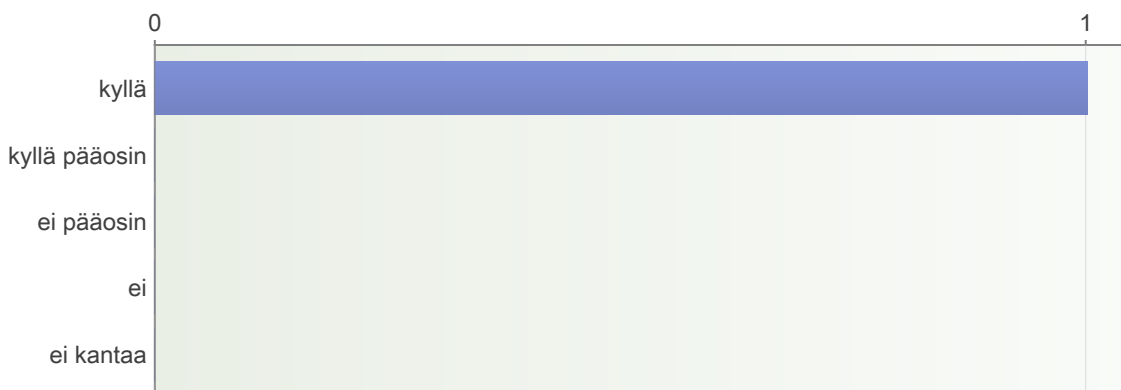 0 1
kyllä
kyllä pääosin
ei pääosin
ei
ei kantaa